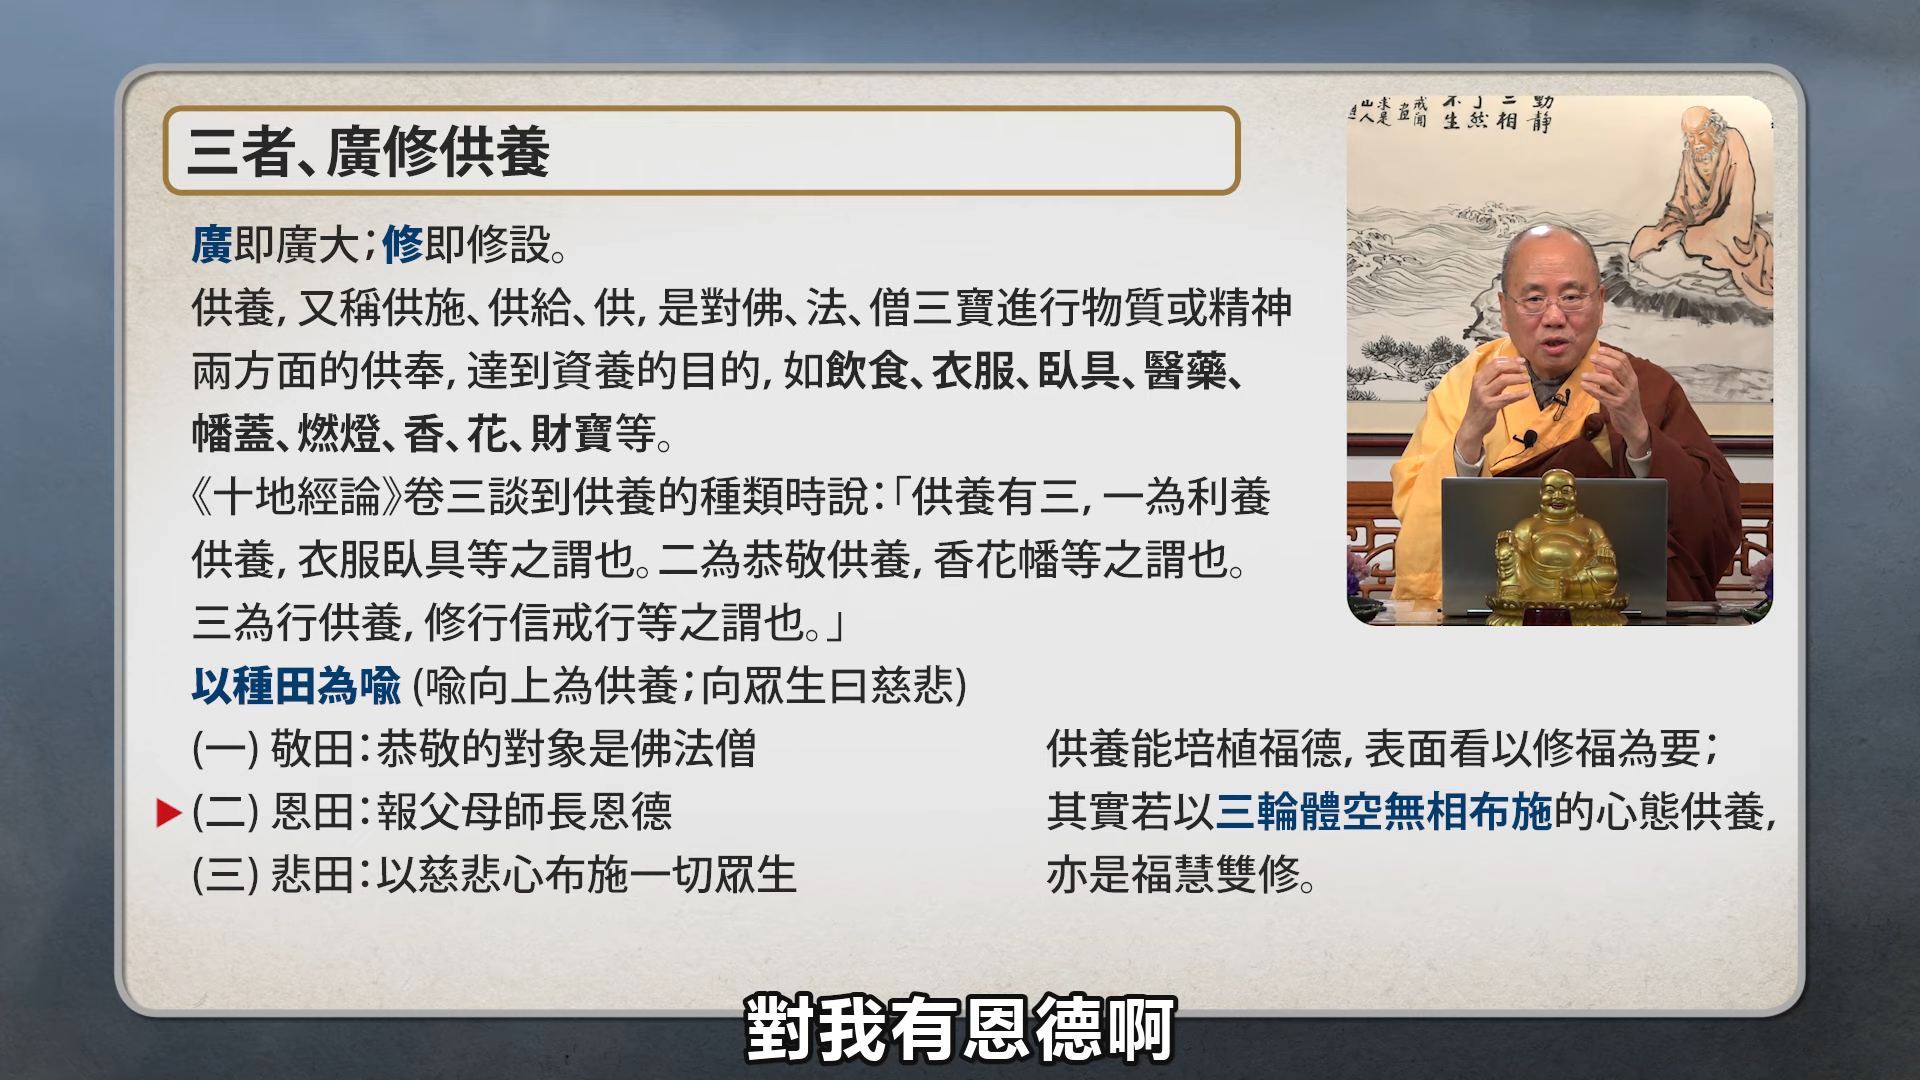 三者、廣修供養
廣即廣大；修即修設。
供養，又稱供施、供給、供，是對佛、法、僧三寶進行物質或精神
兩方面的供奉，達到資養的目的，如飲食、衣服、臥具、醫藥、
幡蓋、燃燈、香、花、財寶等。
《十地經論》卷三談到供養的種類時說：「供養有三，一為利養
供養，衣服臥具等之謂也。二為恭敬供養，香花幡等之謂也。
三為行供養，修行信戒行等之謂也。」
以種田為喻 (喻向上為供養；向眾生曰慈悲)
(一) 敬田：恭敬的對象是佛法僧
(二) 恩田：報父母師長恩德
(三) 悲田：以慈悲心布施一切眾生
供養能培植福德，表面看以修福為要；
其實若以三輪體空無相布施的心態供養，
亦是福慧雙修。
動靜
二相
了然
不生
對我有恩德啊